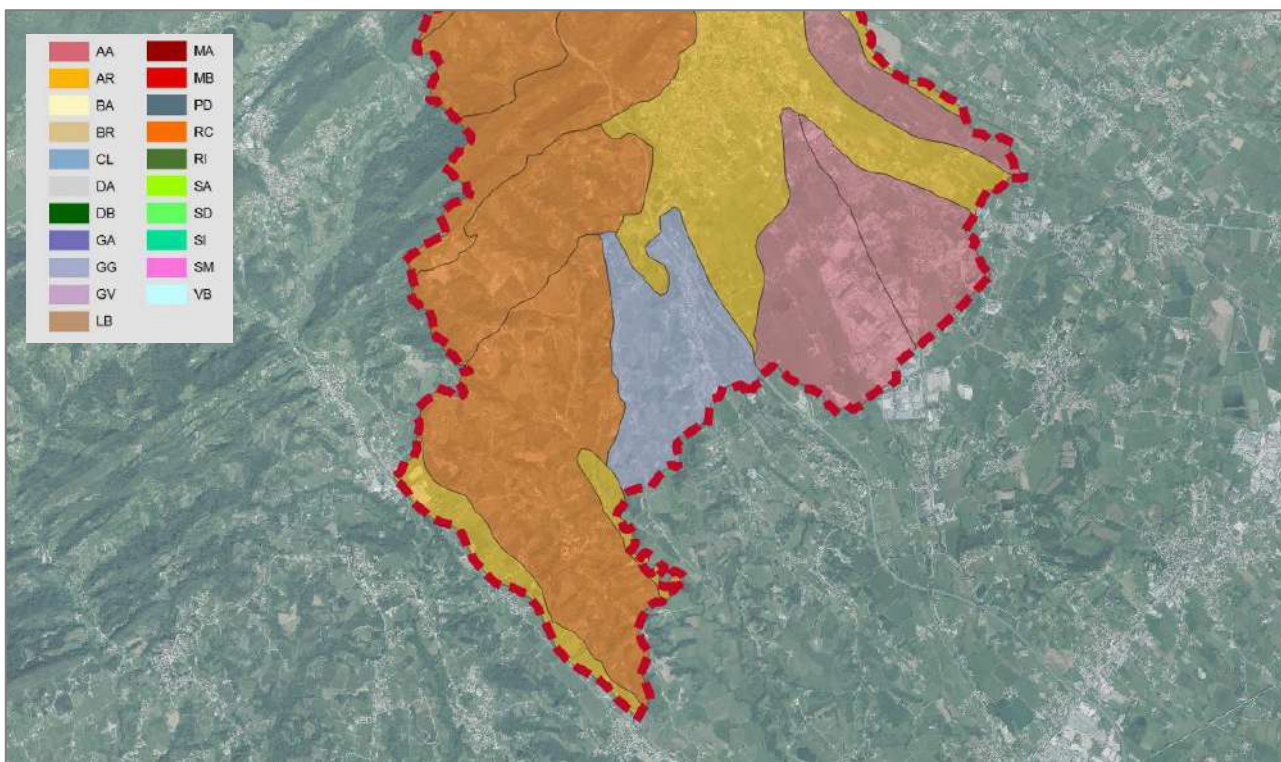 AA MA
AR MB
BA PD
BR RC
CL RI
DA SA
DB SD
GA SI
GG SM
GV VB
LB